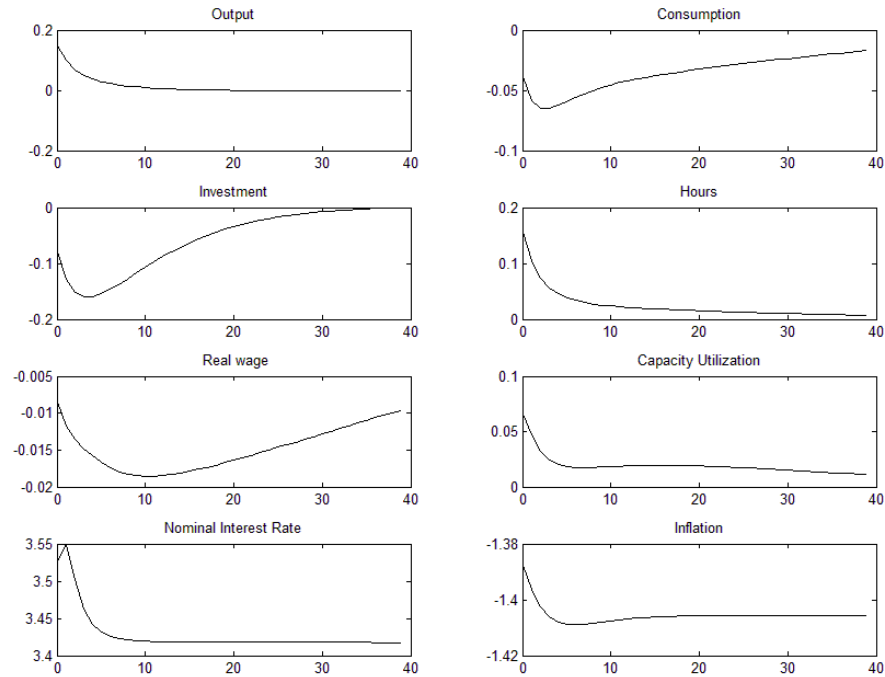 Output
0.2
0
-0.2
0 10 20 30 40
Consumption
0
-0.05
-0.1
0 10 20 30 40
Investment
0
-0.1
-0.2
0 10 20 30 40
Hours
0.2
0.1
0
0 10 20 30 40
Real wage
-0.005
-0.01
-0.015
-0.02
0 10 20 30 40
Capacity Utilization
0.1
0.05
0
0 10 20 30 40
Nominal Interest Rate
3.55
3.5
3.45
3.4
0 10 20 30 40
Inflation
-1.38
-1.4
-1.42
0 10 20 30 40